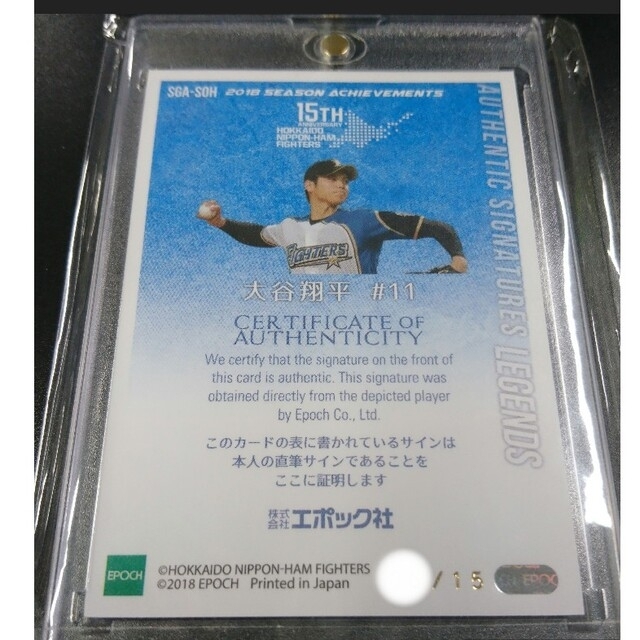 SGA-SOH 2018 SEASON ACHIEVEMENTS
15TH
ANNIVERSARY
HOKKAIDO
NIPPON-HAM
FIGHTERS
AUTHENTIC SIGNATURES LEGENDS
FIGHTERS
大谷翔平 #11
CERTIFICATE OF
AUTHENTICITY
We certify that the signature on the front of
this card is authentic. This signature was
obtained directly from the depicted player
by Epoch Co., Ltd.
このカードの表に書かれているサインは
本人の直筆サインであることを
ここに証明します
株式会社エポック社
EPOCH
©HOKKAIDO NIPPON-HAM FIGHTERS
©2018 EPOCH Printed in Japan
/15